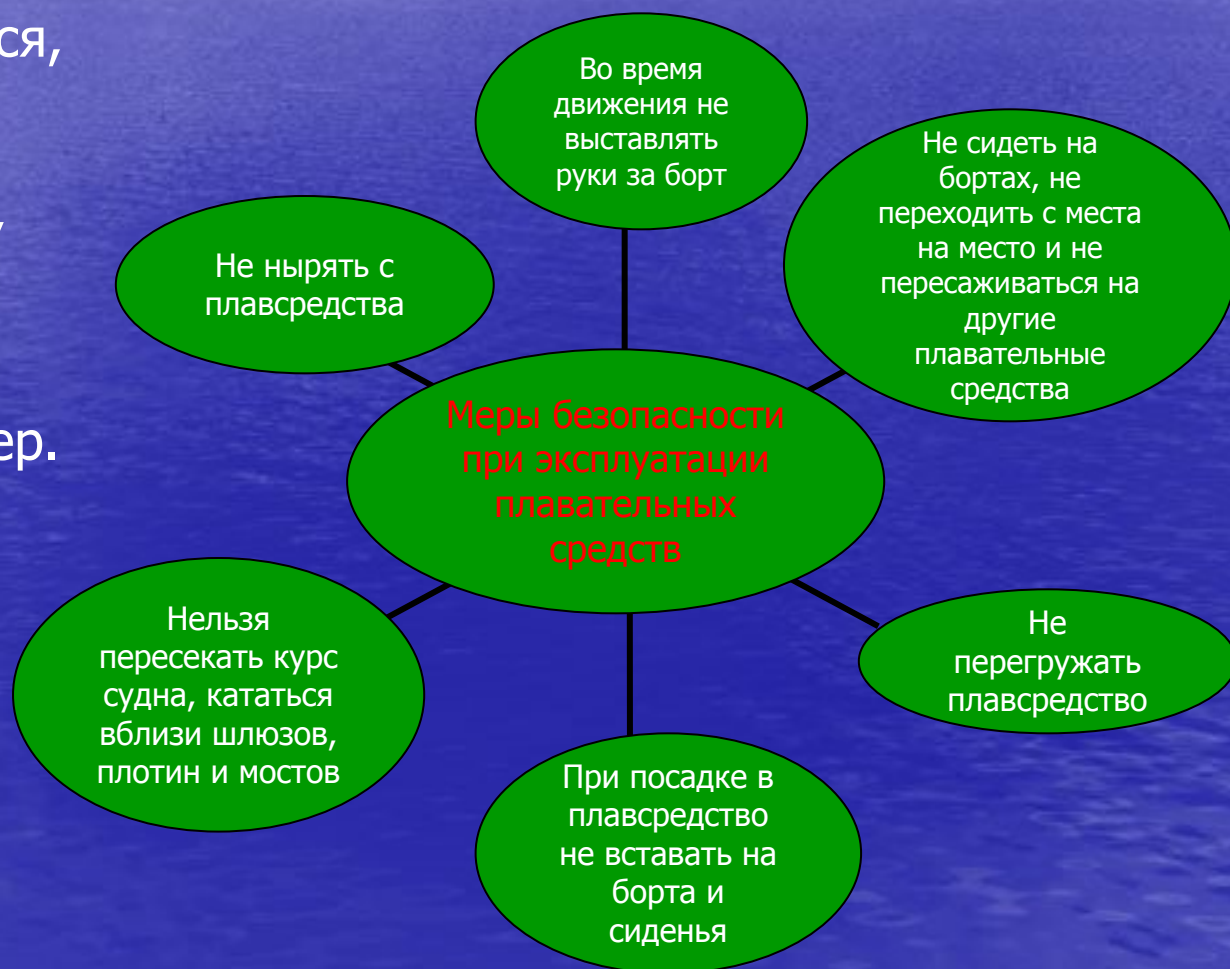 ся,
,
ер.
Во время
движения не
выставлять
руки за борт
Не сидеть на
бортах, не
переходить с места
на место и не
пересаживаться на
другие
плавательные
средства
Не нырять с
плавсредства
Меры безопасности
при эксплуатации
плавательных
средств
Нельзя
пересекать курс
судна, кататься
вблизи шлюзов,
плотин и мостов
Не
перегружать
плавсредство
При посадке в
плавсредство
не вставать на
борта и
сиденья